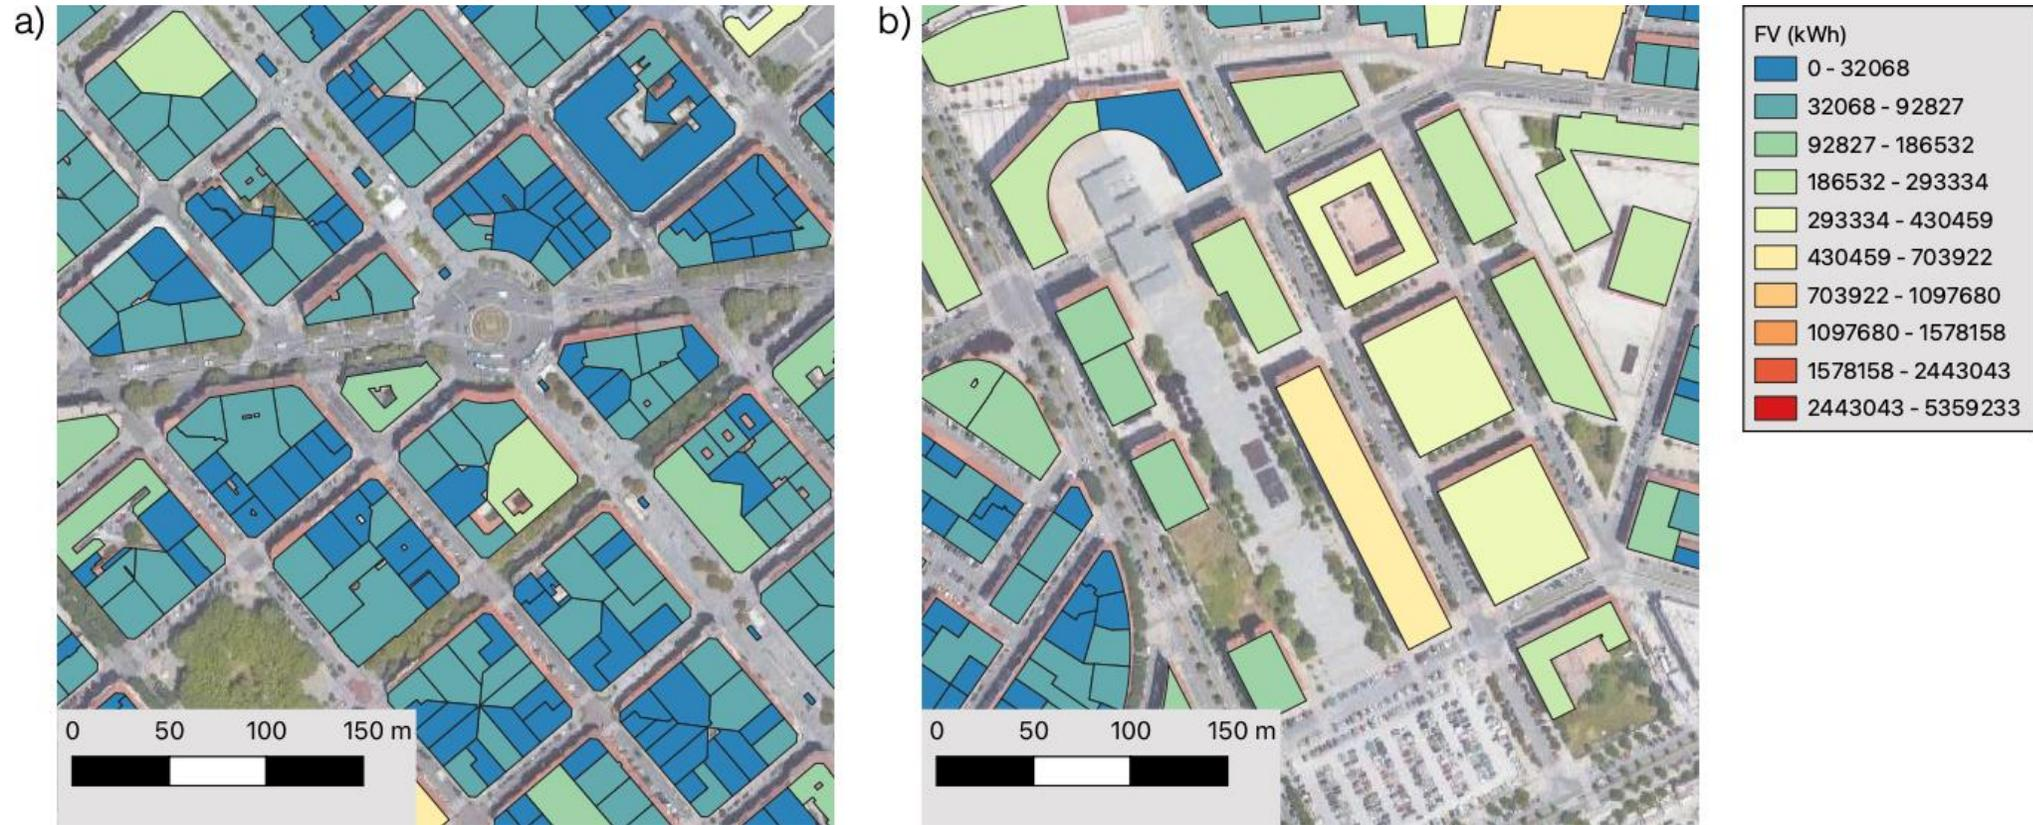 a)
b)
FV (kWh)
0 - 32068
32068 - 92827
92827 - 186532
186532 - 293334
293334 - 430459
430459 - 703922
703922 - 1097680
1097680 - 1578158
1578158 - 2443043
2443043 - 5359233
0 50 100 150 m
0 50 100 150 m